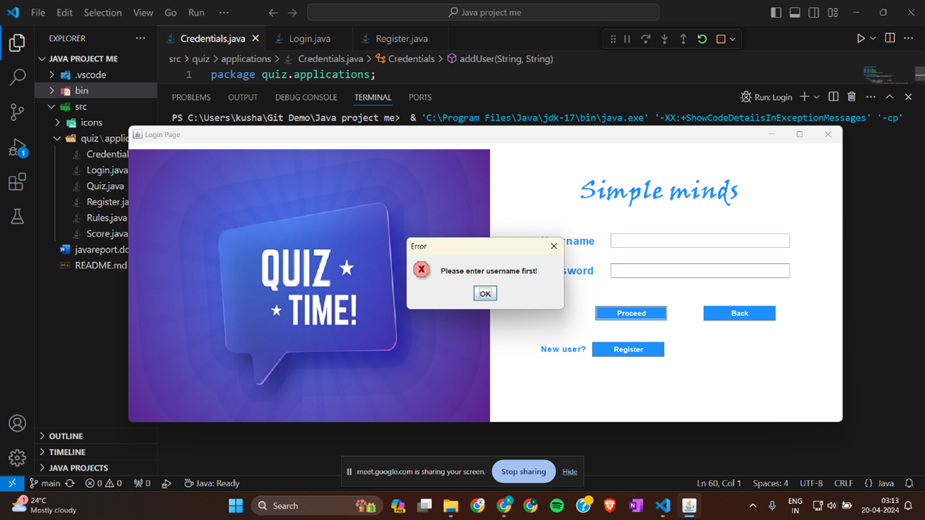 File Edit Selection View Go Run ··· Java project me
EXPLORER ···
JAVA PROJECT ME
.vscode
bin
src
icons
quiz\applic
Credential
Login.java
Quiz.java
Register.ja
Rules.java
Score.java
javareport.do
README.md
OUTLINE
TIMELINE
JAVA PROJECTS
Credentials.java Login.java Register.java
src > quiz > applications > Credentials.java > Credentials > addUser(String, String)
1 package quiz.applications;
PROBLEMS OUTPUT DEBUG CONSOLE TERMINAL PORTS Run: Login
PS C:\Users\kusha\Git Demo\Java project me> & 'C:\Program Files\Java\jdk-17\bin\java.exe' '-XX:+ShowCodeDetailsInExceptionMessages' '-cp'
Login Page
QUIZ
TIME!
Simple minds
Error
Please enter username first!
OK
Proceed Back
New user? Register
meet.google.com is sharing your screen. Stop sharing Hide
main 0 0 0 Java: Ready Ln 60, Col 1 Spaces: 4 UTF-8 CRLF {} Java
24°C
Mostly cloudy
Search
ENG
IN
03:13
20-04-2024